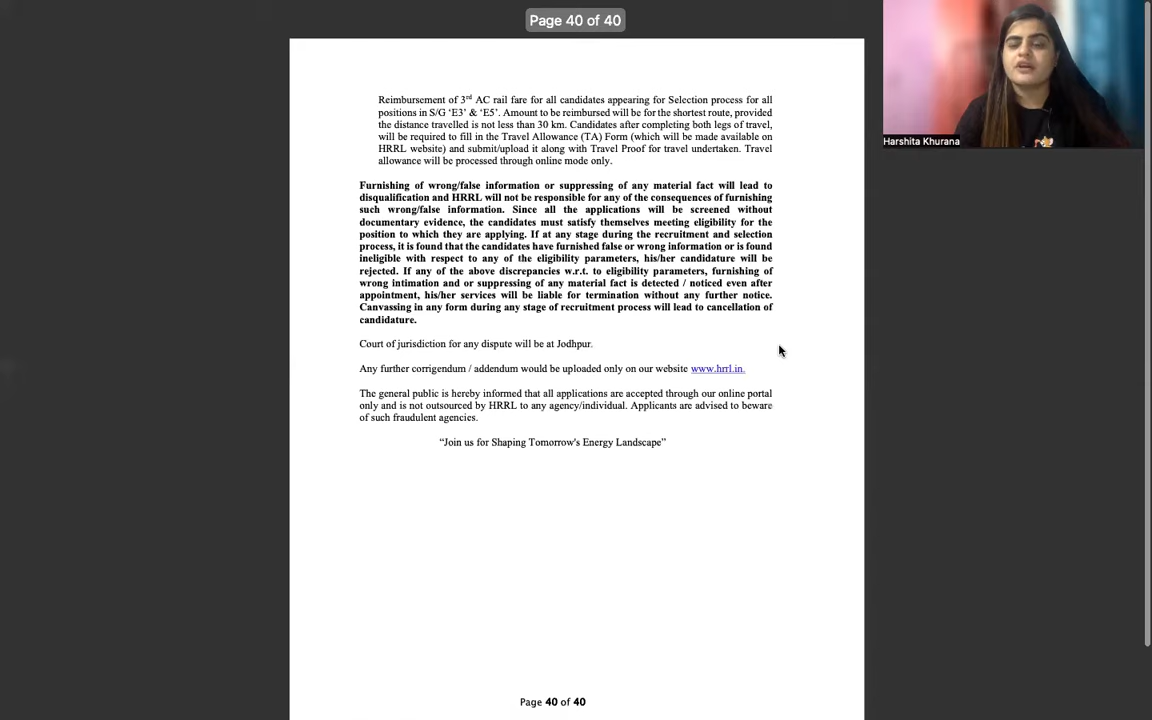 Page 40 of 40
Reimbursement of 3rd AC rail fare for all candidates appearing for Selection process for all
positions in S/G ‘E3’ & ‘E5’. Amount to be reimbursed will be for the shortest route, provided
the distance travelled is not less than 30 km. Candidates after completing both legs of travel,
will be required to fill in the Travel Allowance (TA) Form (which will be made available on
HRRL website) and submit/upload it along with Travel Proof for travel undertaken. Travel
allowance will be processed through online mode only.
Furnishing of wrong/false information or suppressing of any material fact will lead to
disqualification and HRRL will not be responsible for any of the consequences of furnishing
such wrong/false information. Since all the applications will be screened without
documentary evidence, the candidates must satisfy themselves meeting eligibility for the
position to which they are applying. If at any stage during the recruitment and selection
process, it is found that the candidates have furnished false or wrong information or is found
ineligible with respect to any of the eligibility parameters, his/her candidature will be
rejected. If any of the above discrepancies w.r.t. to eligibility parameters, furnishing of
wrong intimation and or suppressing of any material fact is detected / noticed even after
appointment, his/her services will be liable for termination without any further notice.
Canvassing in any form during any stage of recruitment process will lead to cancellation of
candidature.
Court of jurisdiction for any dispute will be at Jodhpur.
Any further corrigendum / addendum would be uploaded only on our website www.hrrl.in.
The general public is hereby informed that all applications are accepted through our online portal
only and is not outsourced by HRRL to any agency/individual. Applicants are advised to beware
of such fraudulent agencies.
“Join us for Shaping Tomorrow's Energy Landscape”
Page 40 of 40
Harshita Khurana